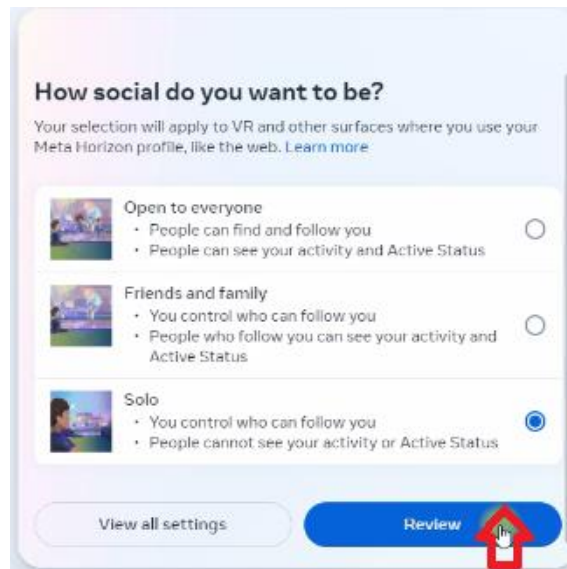 How social do you want to be?
Your selection will apply to VR and other surfaces where you use your
Meta Horizon profile, like the web. Learn more
Open to everyone
• People can find and follow you
• People can see your activity and Active Status
Friends and family
• You control who can follow you
• People who follow you can see your activity and
Active Status
Solo
• You control who can follow you
• People cannot see your activity or Active Status
View all settings
Review